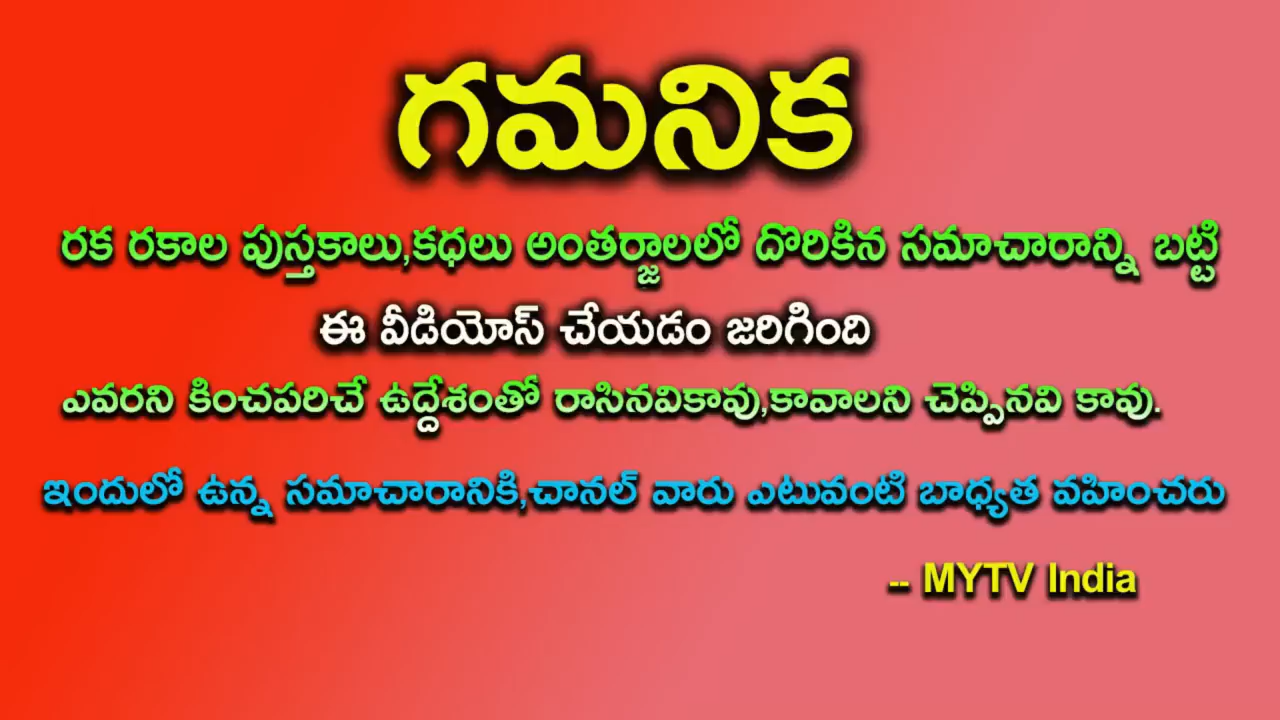 గమనిక
రక రకాల పుస్తకాలు,కధలు అంతర్జాలలో దొరికిన సమాచారాన్ని బట్టి
ఈ వీడియోస్ చేయడం జరిగింది
ఎవరని కించపరిచే ఉద్దేశంతో రాసినవికావు,కావాలని చెప్పినవి కావు.
ఇందులో ఉన్న సమాచారానికి,చానల్ వారు ఎటువంటి బాధ్యత వహించరు
-- MYTV India